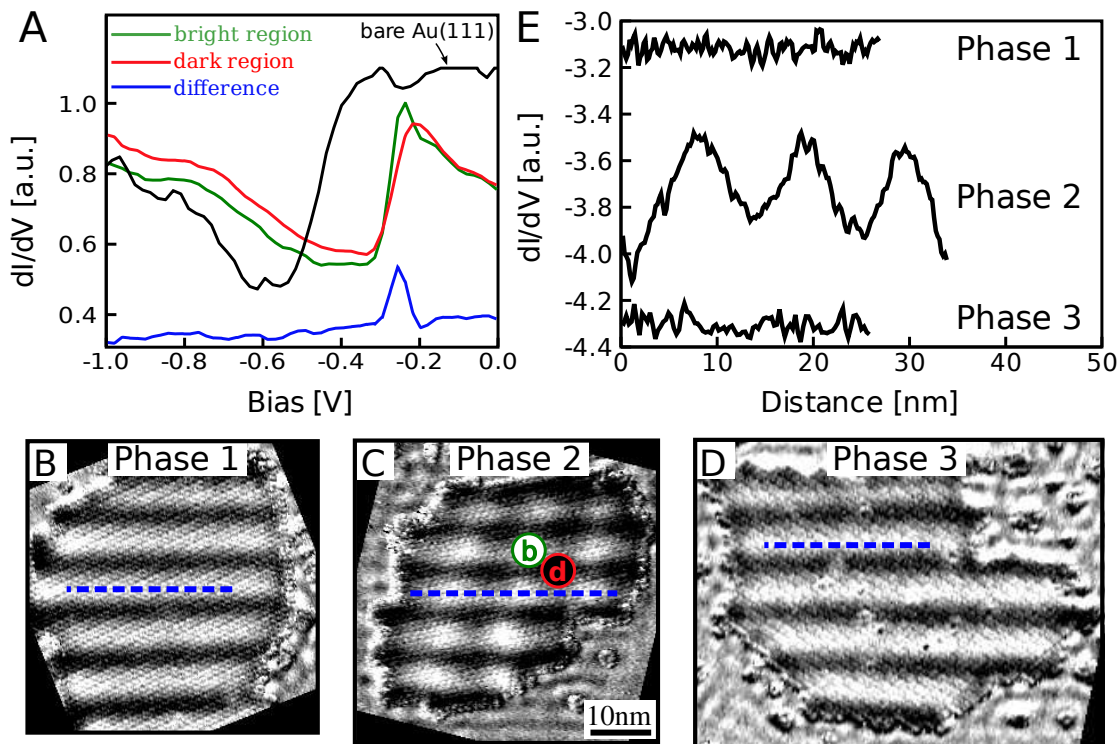 A
bright region
dark region
difference
bare Au(111)
1.0
0.8
0.6
0.4
dI/dV [a.u.]
-1.0 -0.8 -0.6 -0.4 -0.2 0.0
Bias [V]
E
-3.0
-3.2
-3.4
-3.6
-3.8
-4.0
-4.2
-4.4
dI/dV [a.u.]
Phase 1
Phase 2
Phase 3
0 10 20 30 40 50
Distance [nm]
B Phase 1
C Phase 2
b
d
10nm
D Phase 3